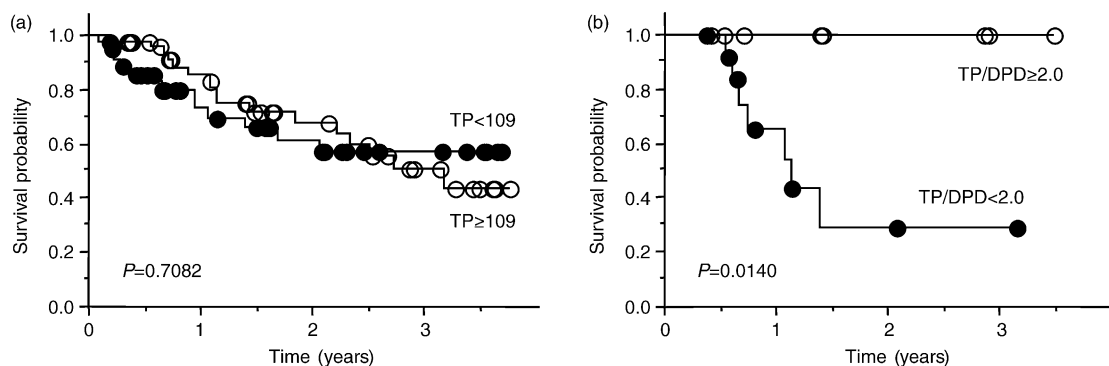 (a)
Survival probability
1.0
0.8
0.6
0.4
0.2
0.0
TP<109
TP≥109
P=0.7082
0 1 2 3
Time (years)
(b)
Survival probability
1.0
0.8
0.6
0.4
0.2
0.0
TP/DPD≥2.0
TP/DPD<2.0
P=0.0140
0 1 2 3
Time (years)